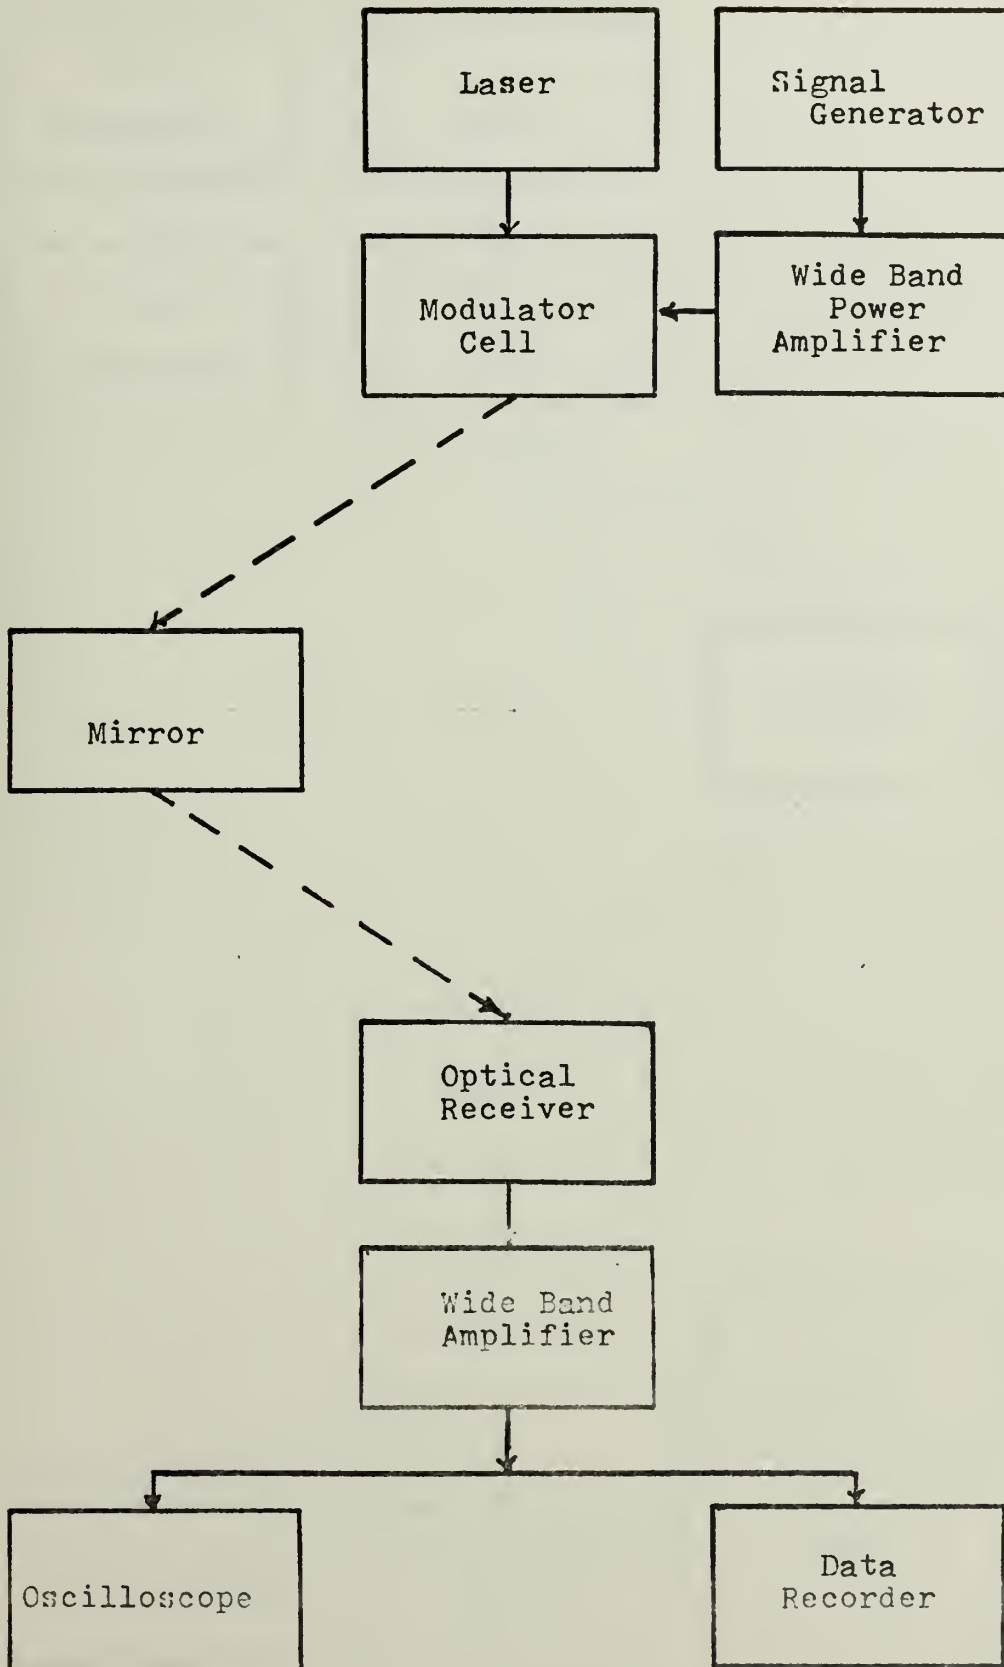 Laser
Signal
Generator
Modulator
Cell
Wide Band
Power
Amplifier
Mirror
Optical
Receiver
Wide Band
Amplifier
Oscilloscope
Data
Recorder